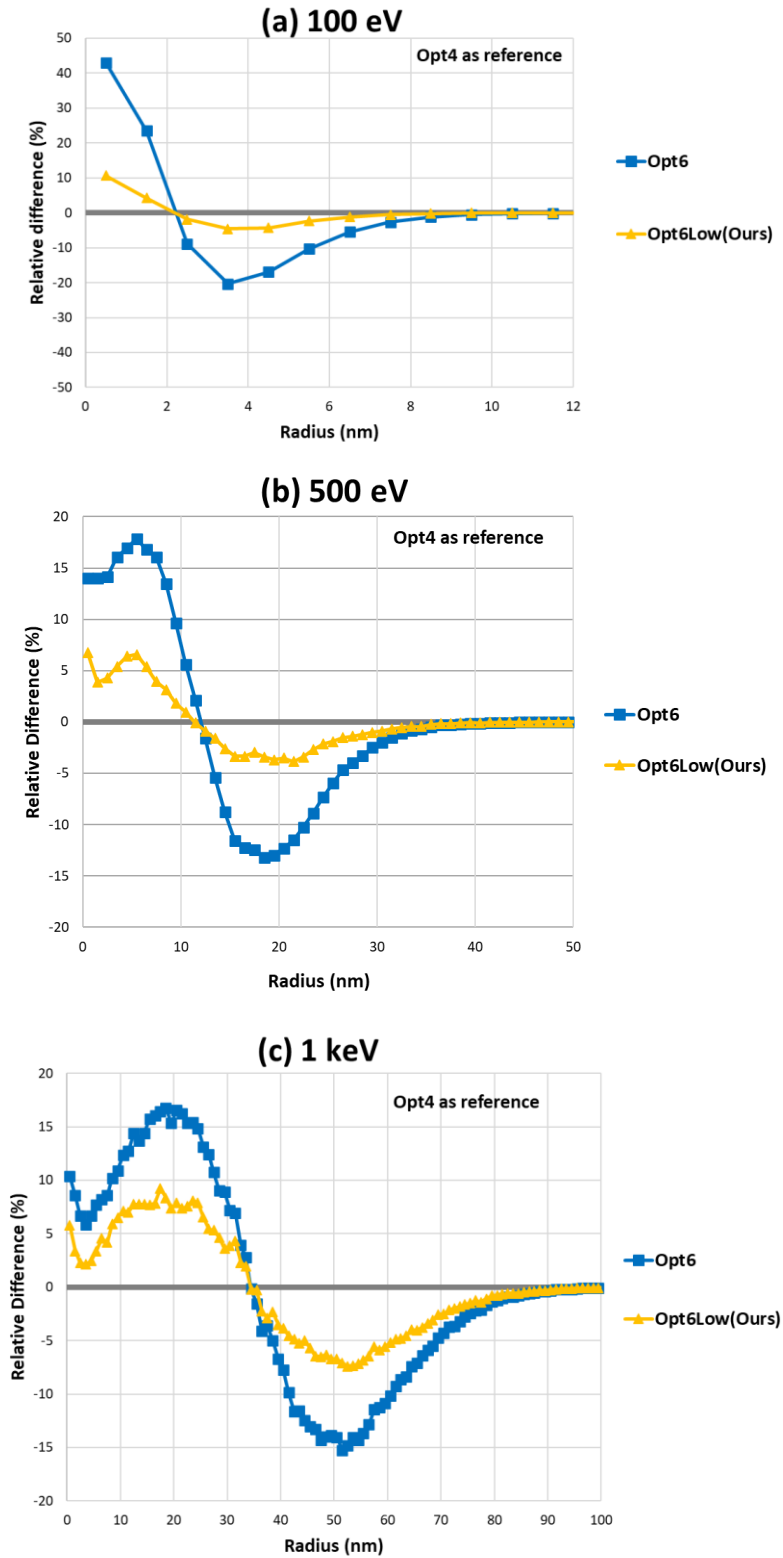 (a) 100 eV
Opt4 as reference
Relative difference (%)
50
40
30
20
10
0
-10
-20
-30
-40
-50
0 2 4 6 8 10 12
Radius (nm)
Opt6
Opt6Low(Ours)
(b) 500 eV
Opt4 as reference
Relative Difference (%)
20
15
10
5
0
-5
-10
-15
-20
0 10 20 30 40 50
Radius (nm)
Opt6
Opt6Low(Ours)
(c) 1 keV
Opt4 as reference
Relative Difference (%)
20
15
10
5
0
-5
-10
-15
-20
0 10 20 30 40 50 60 70 80 90 100
Radius (nm)
Opt6
Opt6Low(Ours)